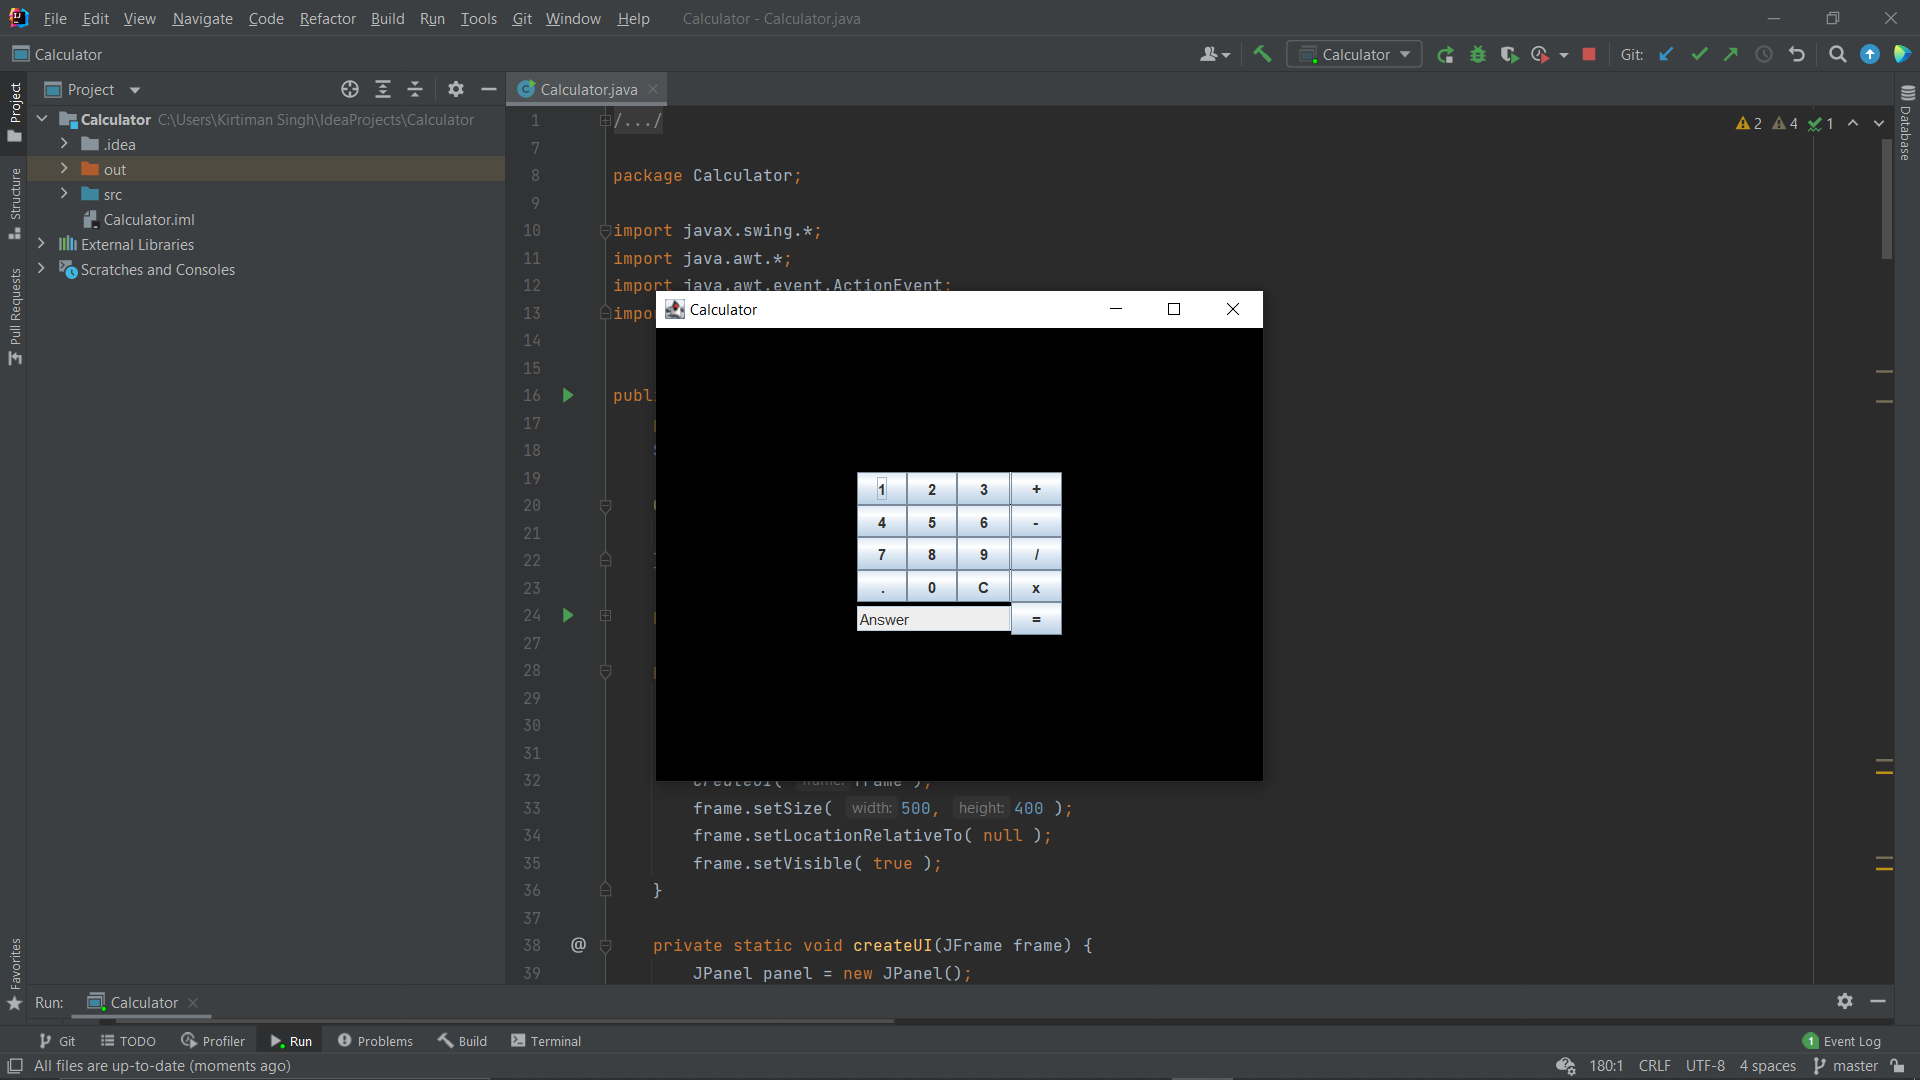 File Edit View Navigate Code Refactor Build Run Tools Git Window Help Calculator - Calculator.java
Calculator
Calculator
Git:
Project
Structure
Pull Requests
Favorites
Database
Project
Calculator C:\Users\Kirtiman Singh\IdeaProjects\Calculator
.idea
out
src
Calculator.iml
External Libraries
Scratches and Consoles
Calculator.java
2 4 1
1 /.../
7
8 package Calculator;
9
10 import javax.swing.*;
11 import java.awt.*;
12 import java.awt.event.ActionEvent;
13 impo
14
15
16 publ
17
18
19
20
21
22
23
24
27
28
29
30
31
32 createUI( frame: frame );
33 frame.setSize( width: 500, height: 400 );
34 frame.setLocationRelativeTo( null );
35 frame.setVisible( true );
36 }
37
38 @ private static void createUI(JFrame frame) {
39 JPanel panel = new JPanel();
Calculator
1 2 3 +
4 5 6 -
7 8 9 /
. 0 C x
Answer =
Run: Calculator
Git TODO Profiler Run Problems Build Terminal 1 Event Log
All files are up-to-date (moments ago) 180:1 CRLF UTF-8 4 spaces master